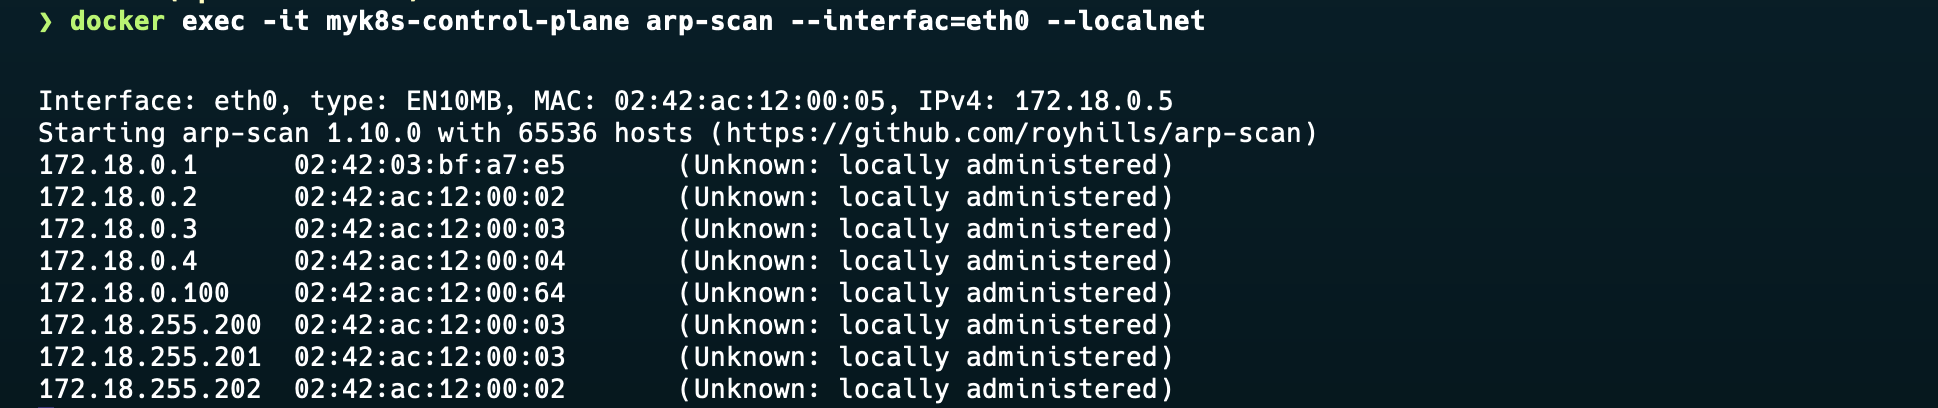 ❯ docker exec -it myk8s-control-plane arp-scan --interfac=eth0 --localnet
Interface: eth0, type: EN10MB, MAC: 02:42:ac:12:00:05, IPv4: 172.18.0.5
Starting arp-scan 1.10.0 with 65536 hosts (https://github.com/royhills/arp-scan)
172.18.0.1 02:42:03:bf:a7:e5 (Unknown: locally administered)
172.18.0.2 02:42:ac:12:00:02 (Unknown: locally administered)
172.18.0.3 02:42:ac:12:00:03 (Unknown: locally administered)
172.18.0.4 02:42:ac:12:00:04 (Unknown: locally administered)
172.18.0.100 02:42:ac:12:00:64 (Unknown: locally administered)
172.18.255.200 02:42:ac:12:00:03 (Unknown: locally administered)
172.18.255.201 02:42:ac:12:00:03 (Unknown: locally administered)
172.18.255.202 02:42:ac:12:00:02 (Unknown: locally administered)